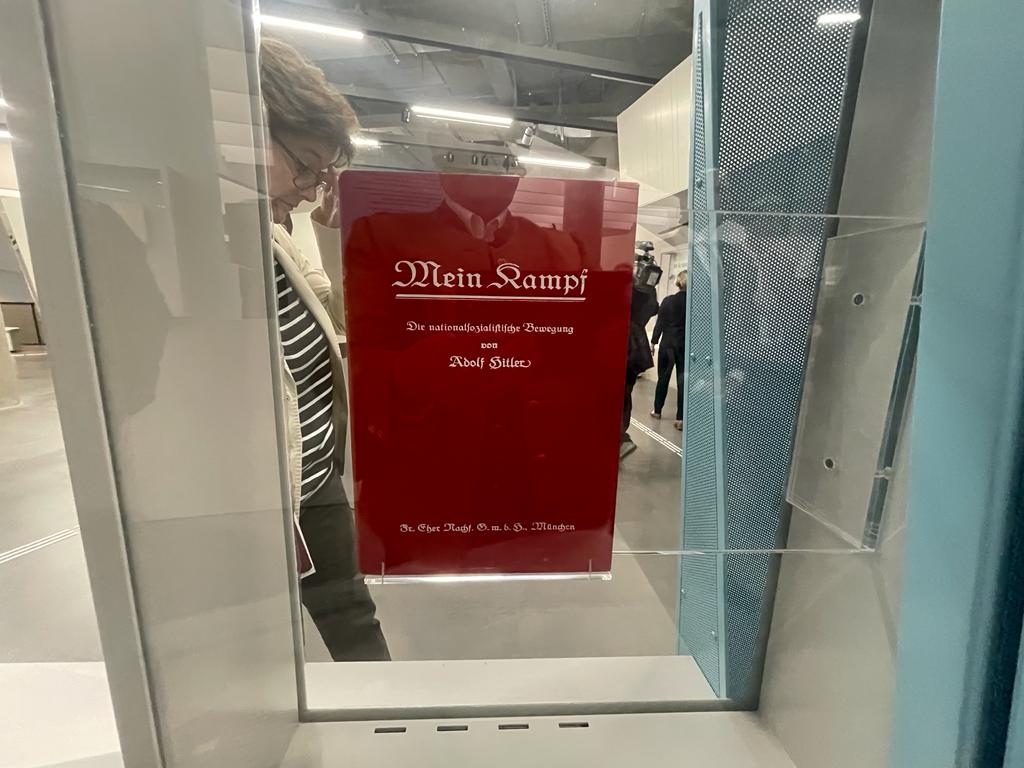 Mein Kampf
Die nationalsozialistische Bewegung
von
Adolf Hitler
Fr. Eher Nachf. G. m. b. H., München